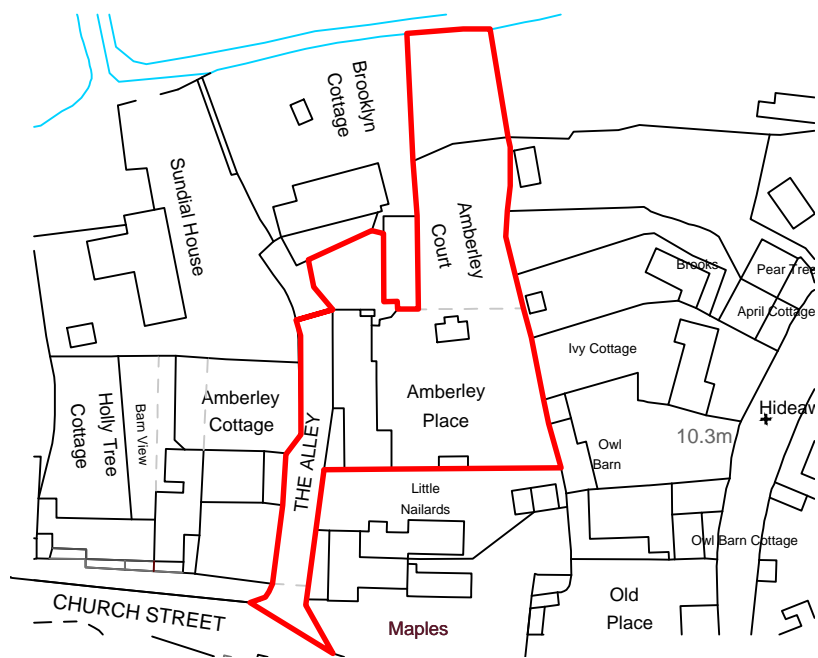 Brooklyn
Cottage
Sundial House
Amberley
Court
Brooks
Pear Tree
April Cottage
Ivy Cottage
Holly Tree
Cottage
Barn View
Amberley
Cottage
THE ALLEY
Amberley
Place
Hideaw
10.3m
Owl
Barn
Little
Nailards
Owl Barn Cottage
CHURCH STREET
Maples
Old
Place